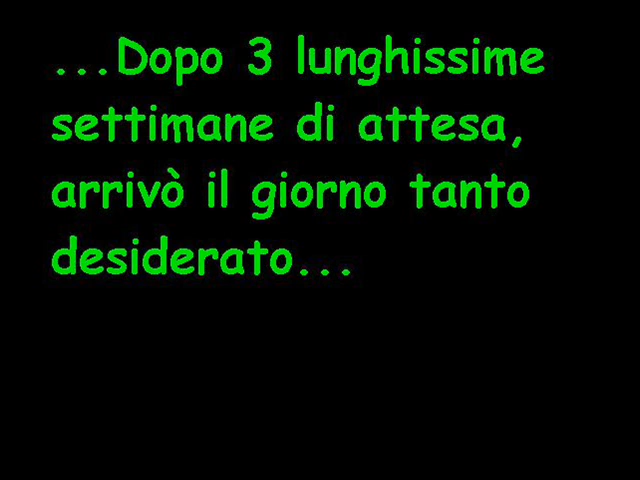 ...Dopo 3 lunghissime
settimane di attesa,
arrivò il giorno tanto
desiderato...